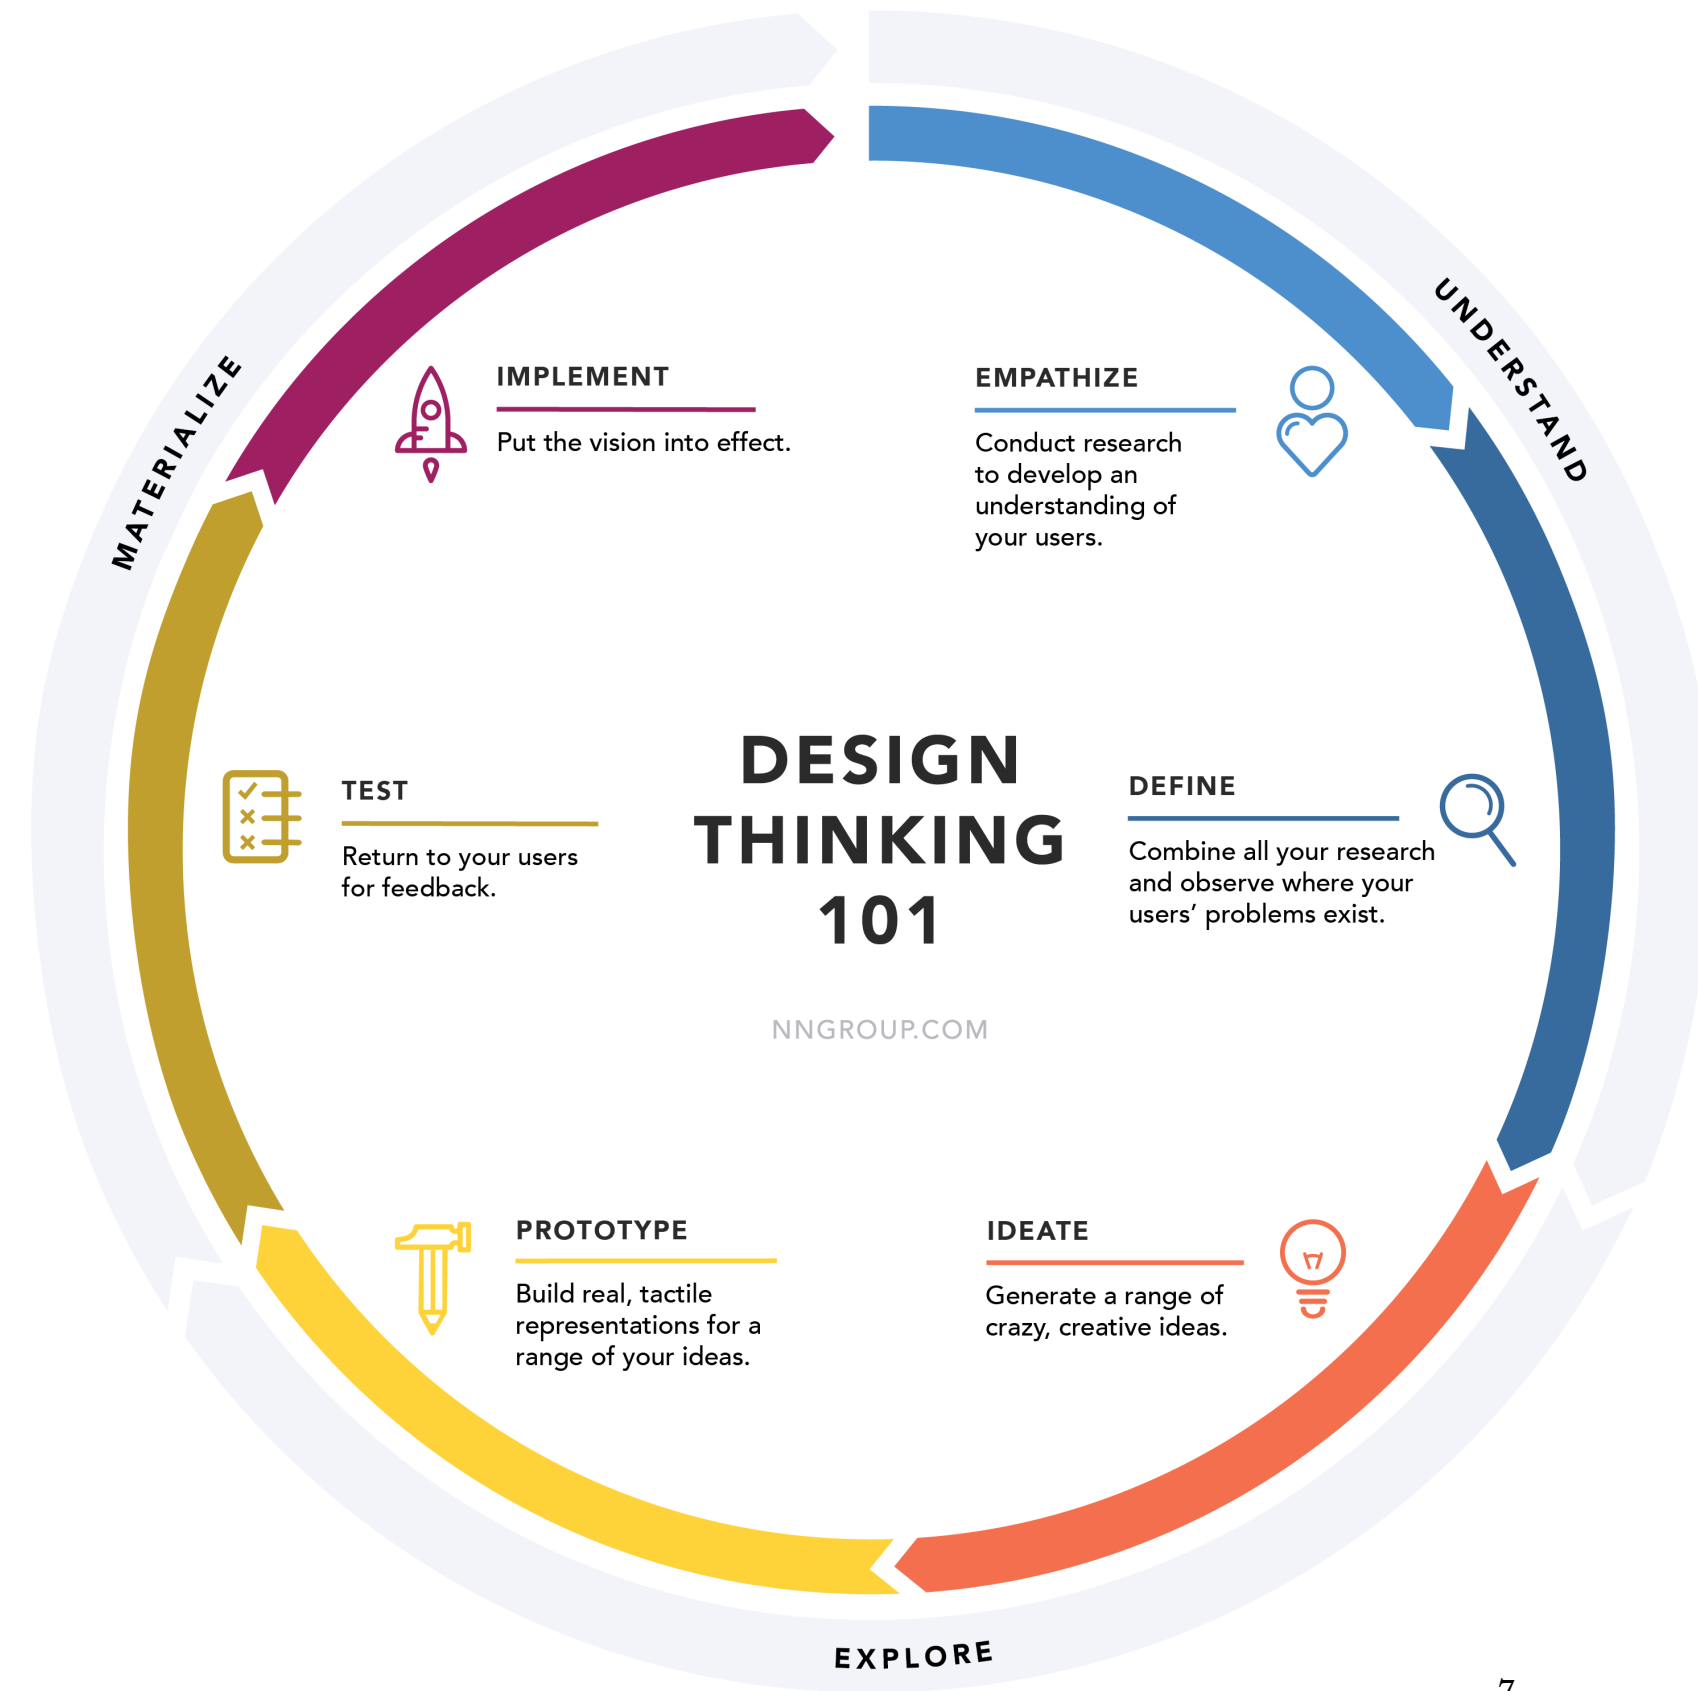 UNDERSTAND
MATERIALIZE
IMPLEMENT
Put the vision into effect.
EMPATHIZE
Conduct research
to develop an
understanding of
your users.
DESIGN
THINKING
101
NNGROUP.COM
TEST
Return to your users
for feedback.
DEFINE
Combine all your research
and observe where your
users’ problems exist.
PROTOTYPE
Build real, tactile
representations for a
range of your ideas.
IDEATE
Generate a range of
crazy, creative ideas.
EXPLORE
7